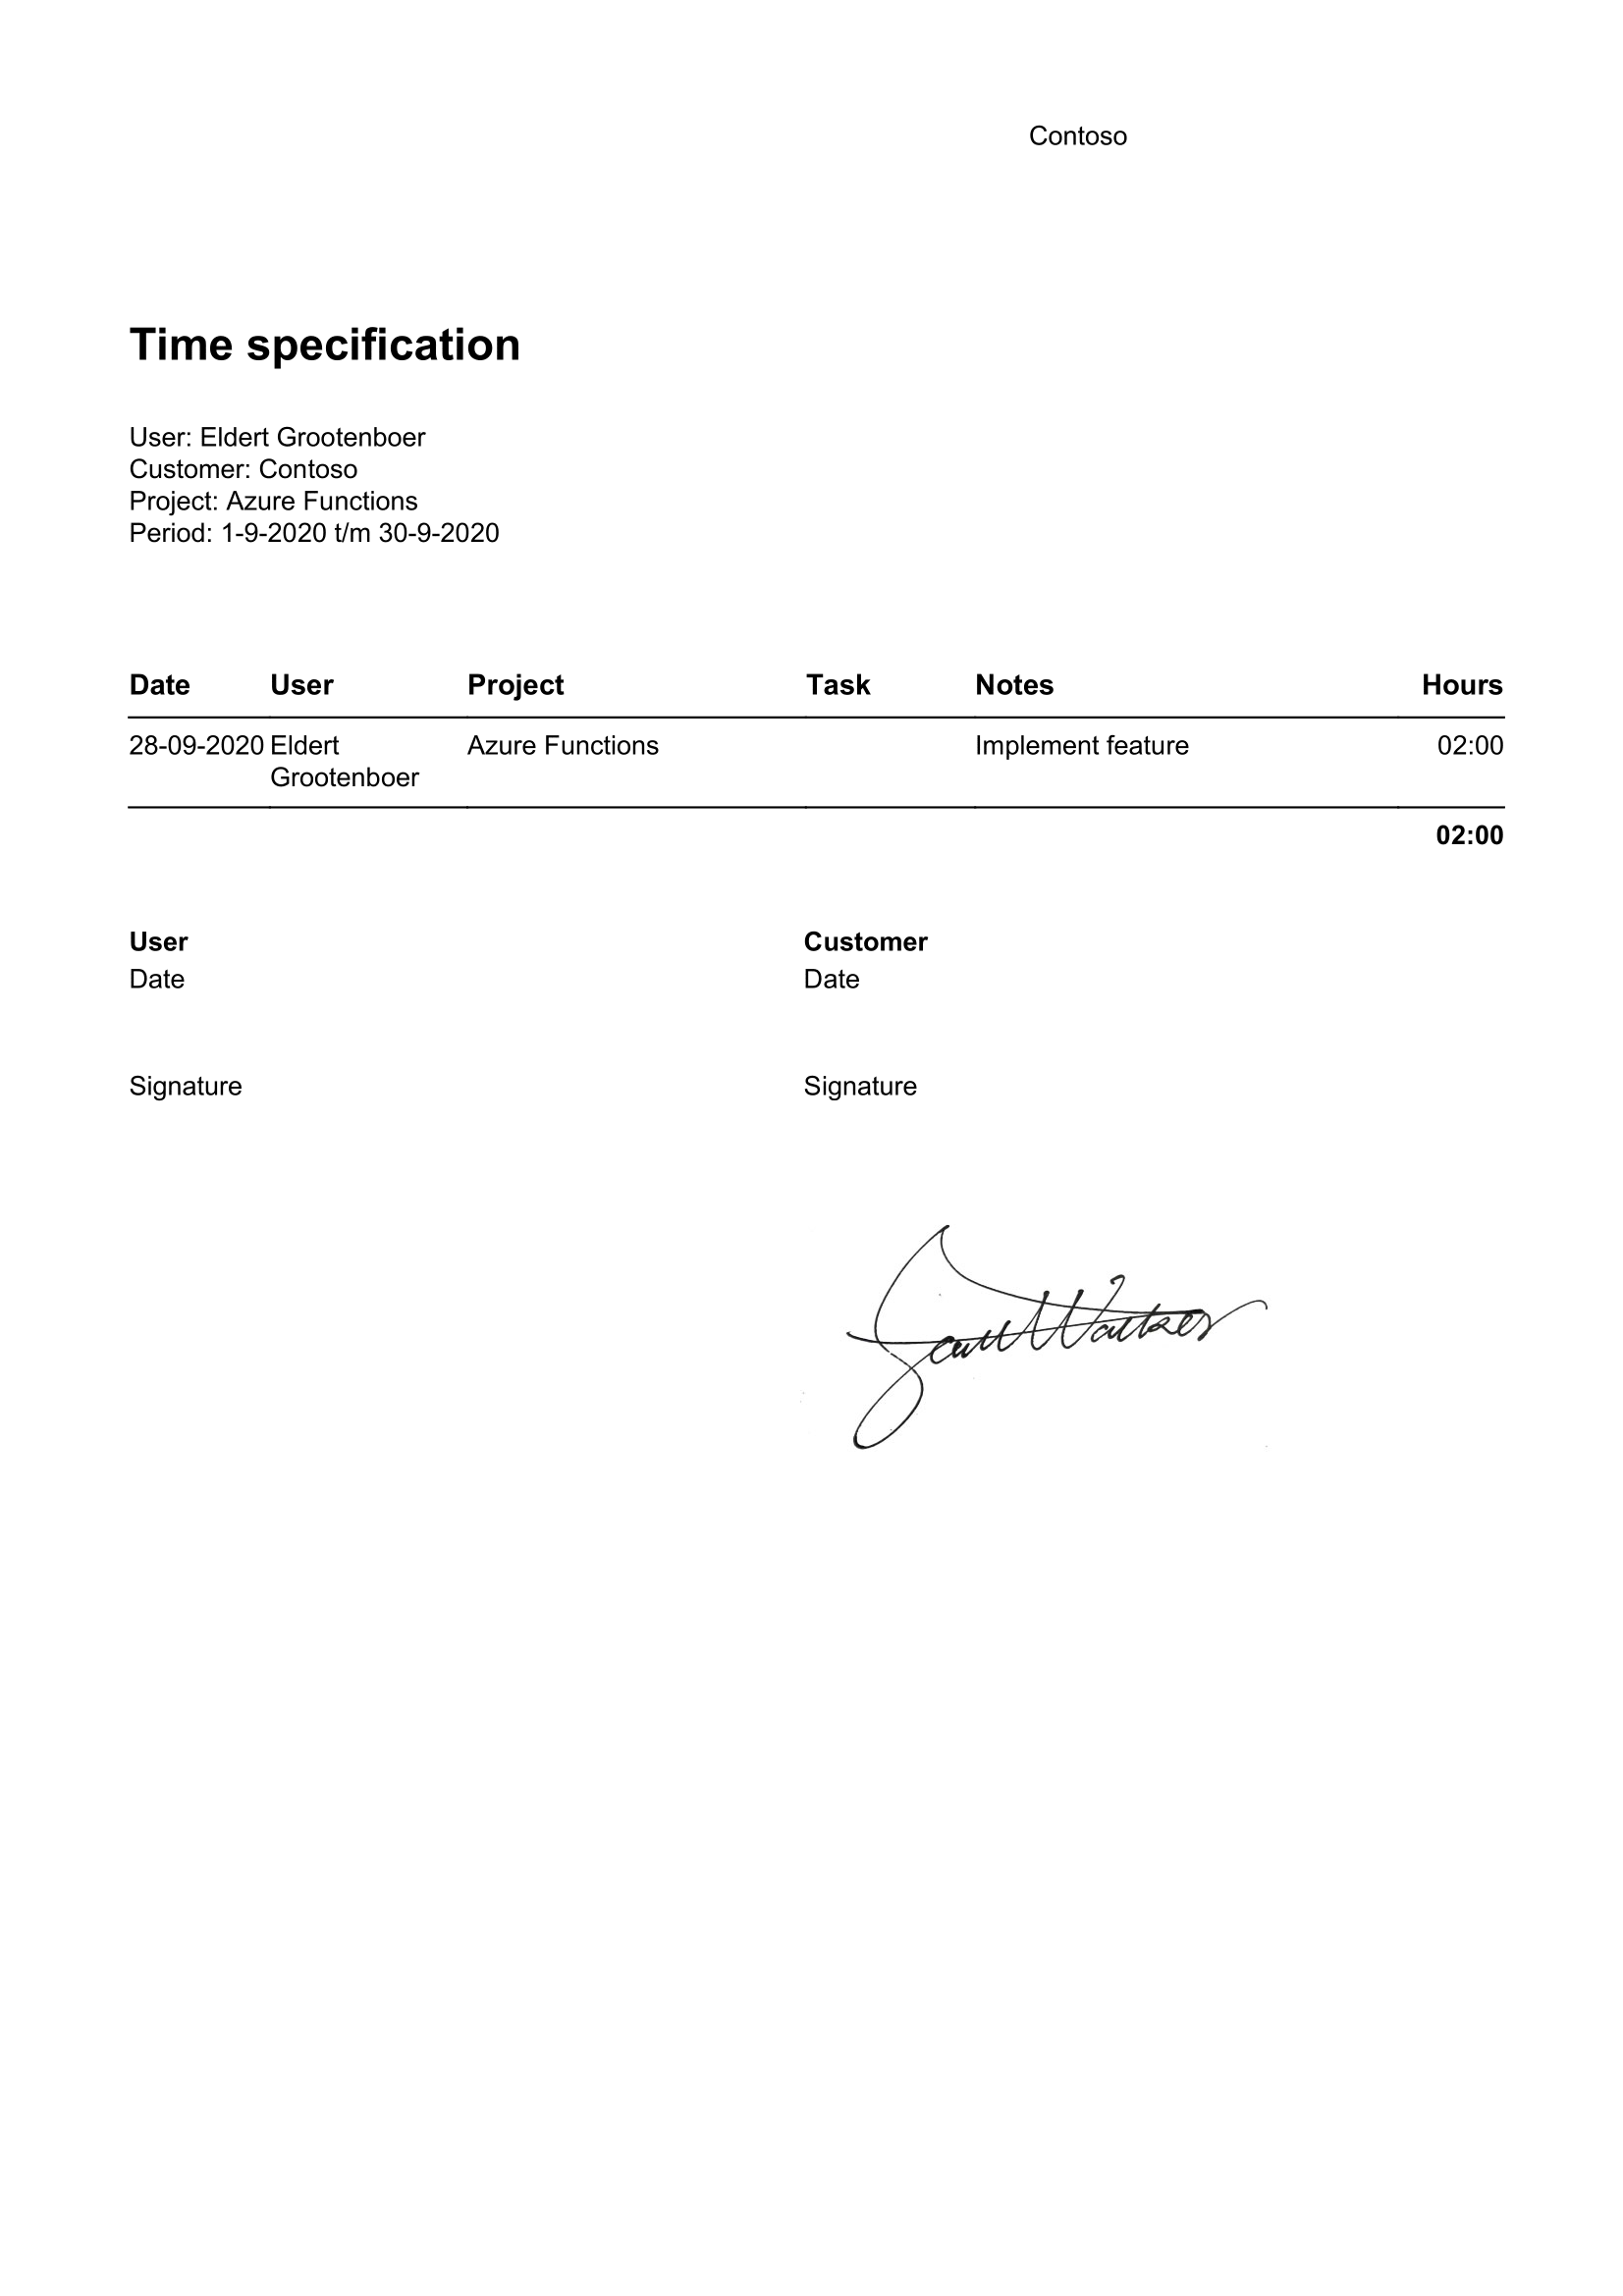 Contoso
Time specification
User: Eldert Grootenboer
Customer: Contoso
Project: Azure Functions
Period: 1-9-2020 t/m 30-9-2020
Date User Project Task Notes Hours
28-09-2020 Eldert Grootenboer Azure Functions Implement feature 02:00
02:00
User Customer
Date Date
Signature Signature